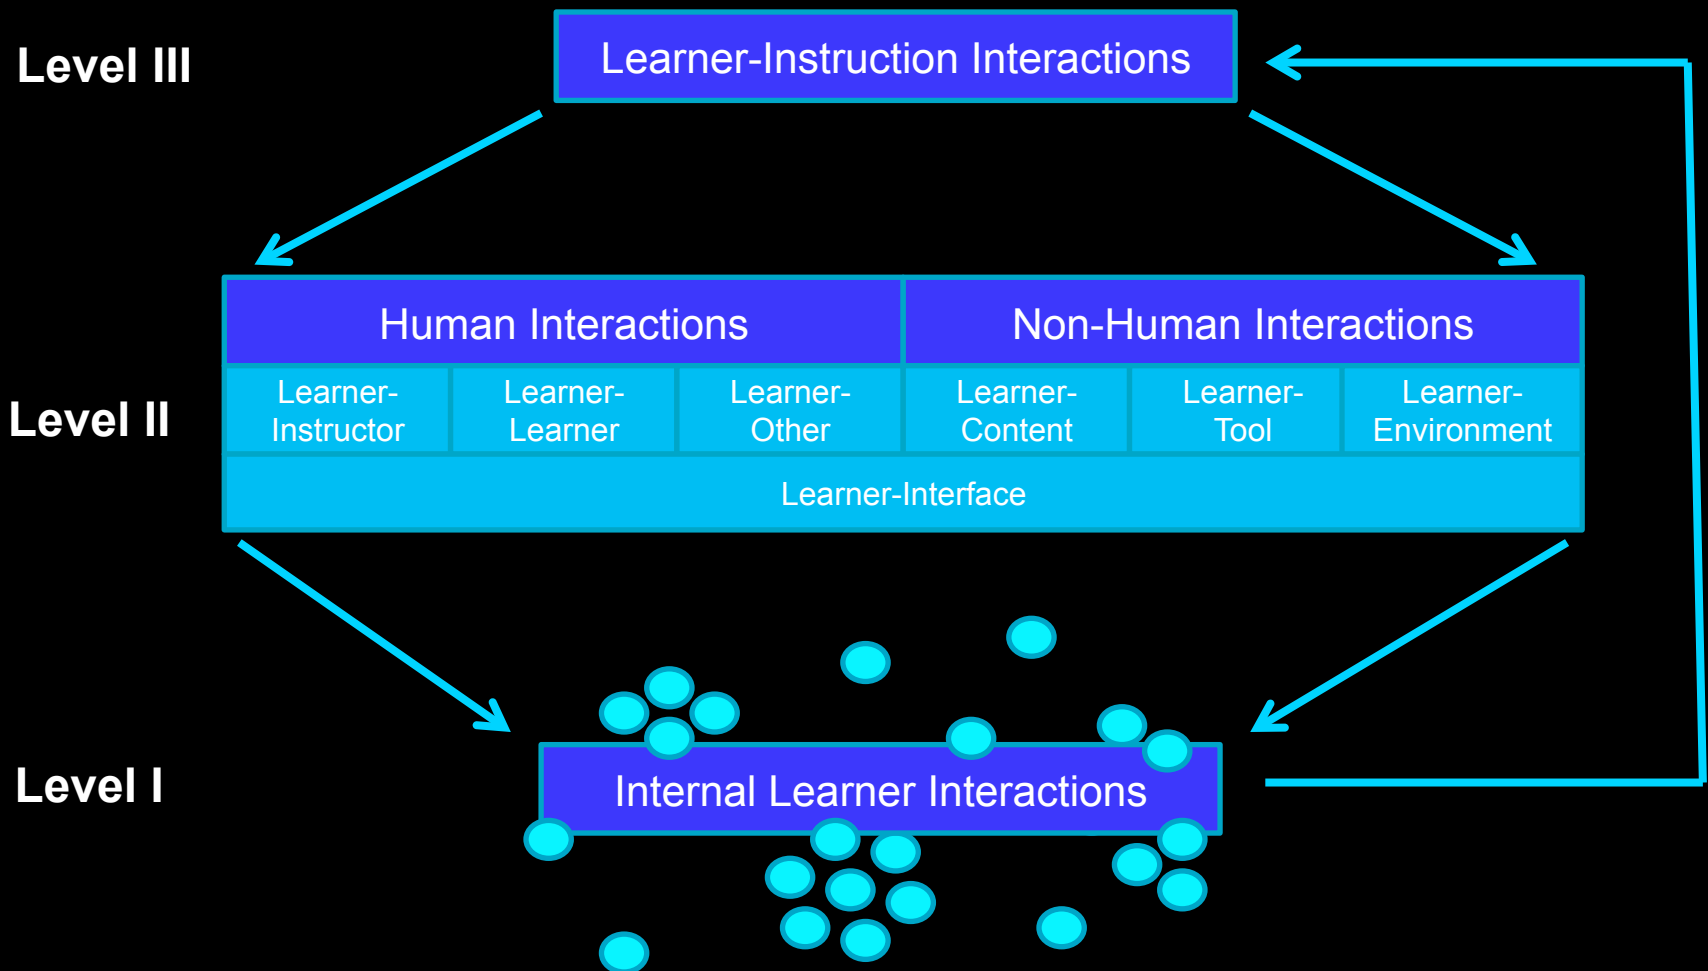 Level III
Learner-Instruction Interactions
Human Interactions
Non-Human Interactions
Level II
Learner-
Instructor
Learner-
Learner
Learner-
Other
Learner-
Content
Learner-
Tool
Learner-
Environment
Learner-Interface
Level I
Internal Learner Interactions